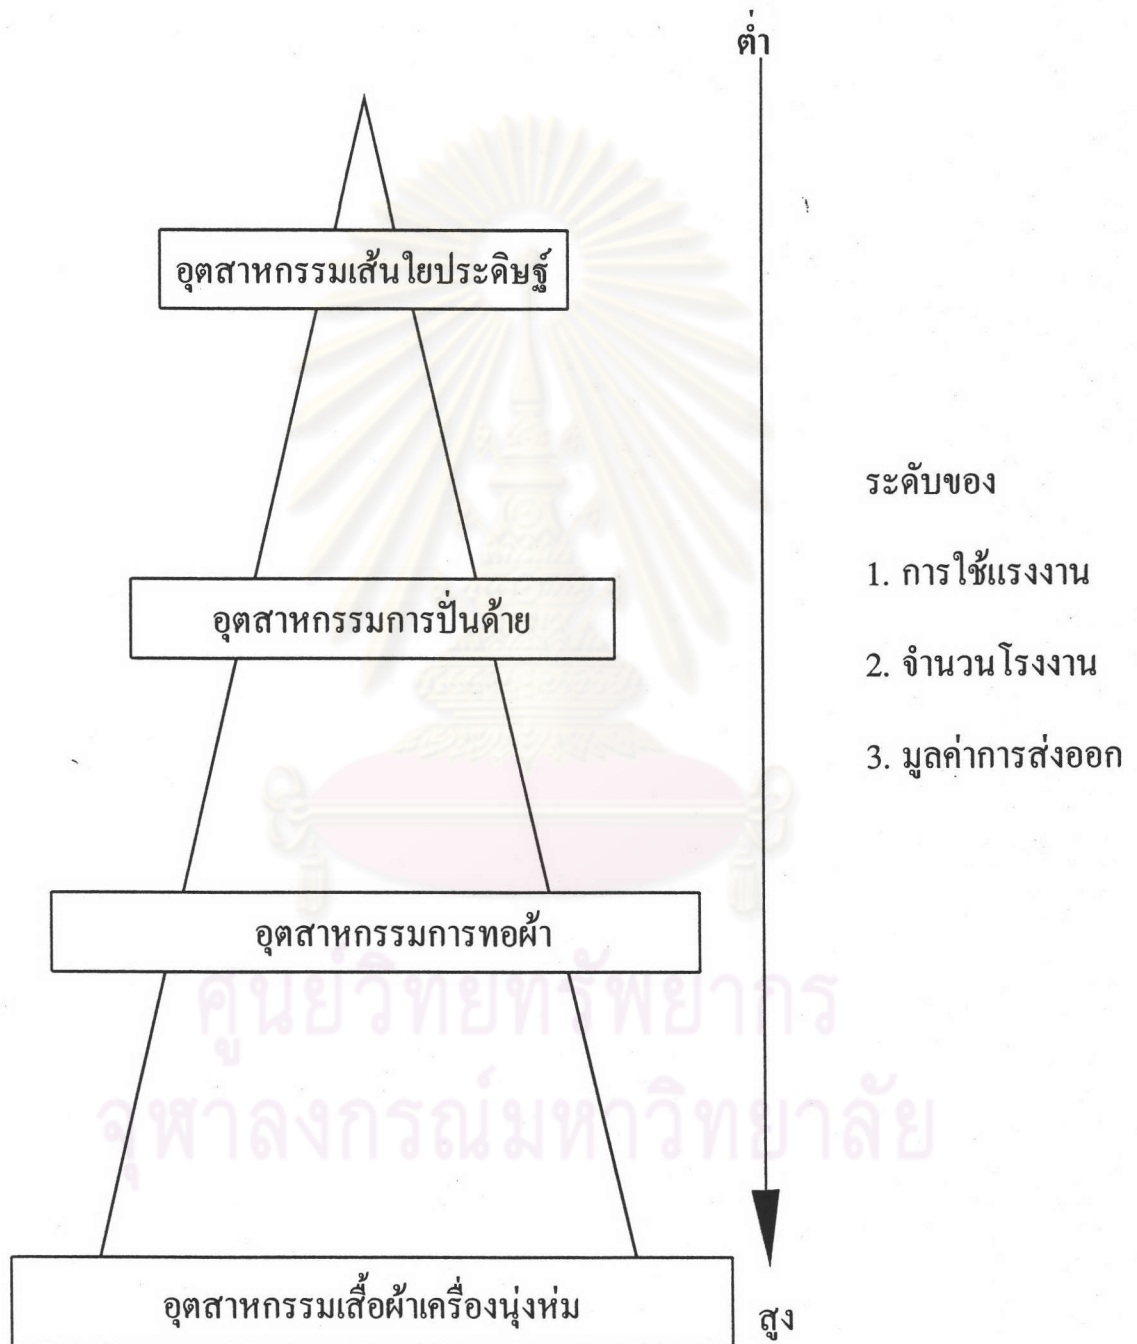 ต่ำ
อุตสาหกรรมเส้นใยประดิษฐ์
ระดับของ
1. การใช้แรงงาน
อุตสาหกรรมการปั่นด้าย
2. จำนวนโรงงาน
3. มูลค่าการส่งออก
อุตสาหกรรมการทอผ้า
ศูนย์วิทยทรัพยากร
จุฬาลงกรณ์มหาวิทยาลัย
อุตสาหกรรมเสื้อผ้าเครื่องนุ่งห่ม
สูง